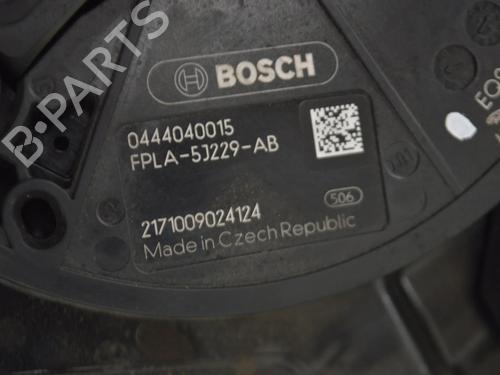 BOSCH
0444040015
FPLA-5J229-AB
2171009024124
506
Made in Czech Republic
B-PARTS